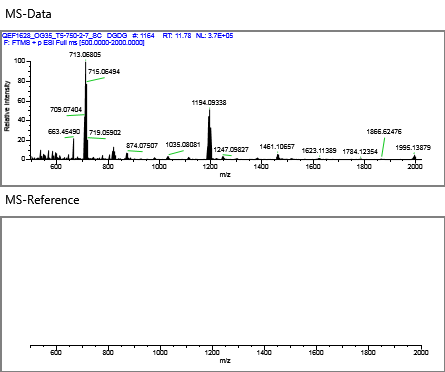 MS-Data
QEF1628_OG35_T5-750-2-7_BC DGDG #: 1164 RT: 11.78 NL: 3.7E+05
F: FTMS + p ESI Full ms [500.0000-2000.0000]
713.06805
100
715.06494
80
1194.09338
60
709.07404
40
663.45490
719.05902
1866.62476
20
874.07507
1035.08081
1247.09827
1461.10657
1623.11389
1784.12354
1995.13879
0
Relative Intensity
600 800 1000 1200 1400 1600 1800 2000
m/z
MS-Reference
600 800 1000 1200 1400 1600 1800 2000
m/z